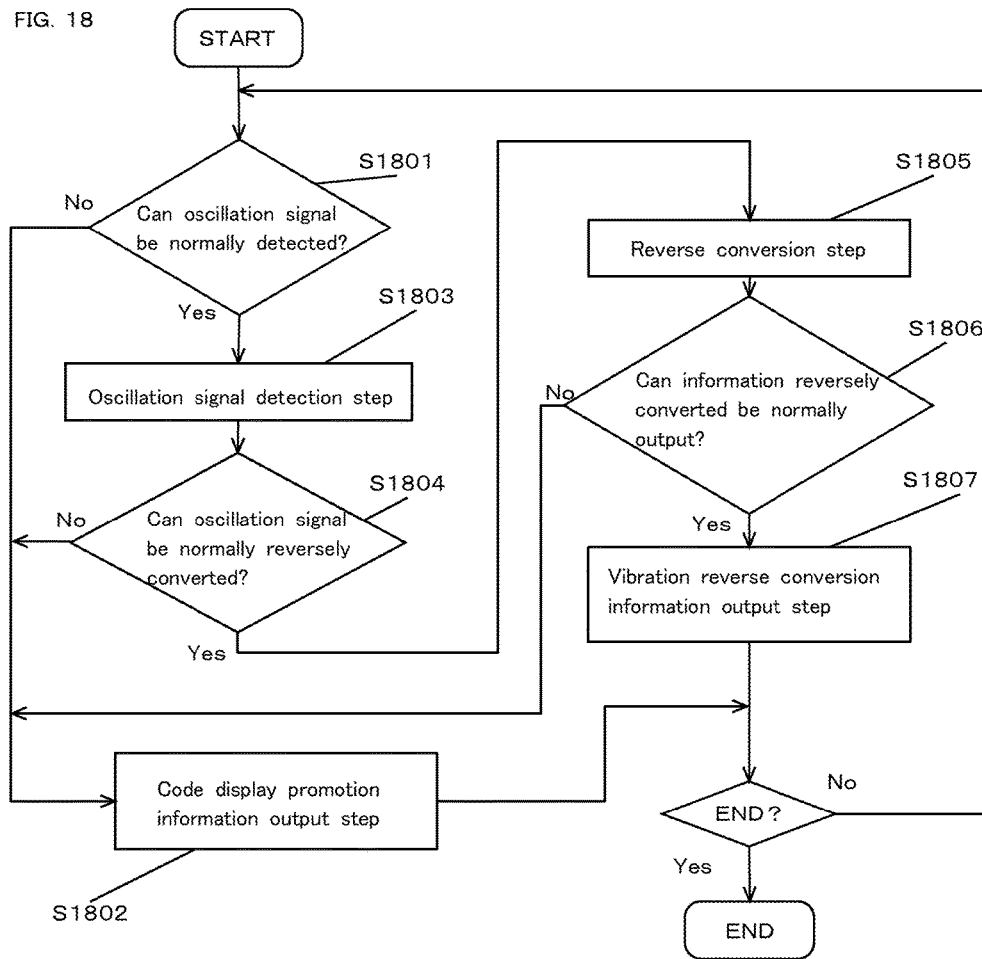 FIG. 18
START
S1801
No
Can oscillation signal
be normally detected?
Yes
S1803
Oscillation signal detection step
S1804
No
Can oscillation signal
be normally reversely
converted?
Yes
S1805
Reverse conversion step
S1806
No
Can information reversely
converted be normally
output?
S1807
Yes
Vibration reverse conversion
information output step
Code display promotion
information output step
S1802
END?
No
Yes
END